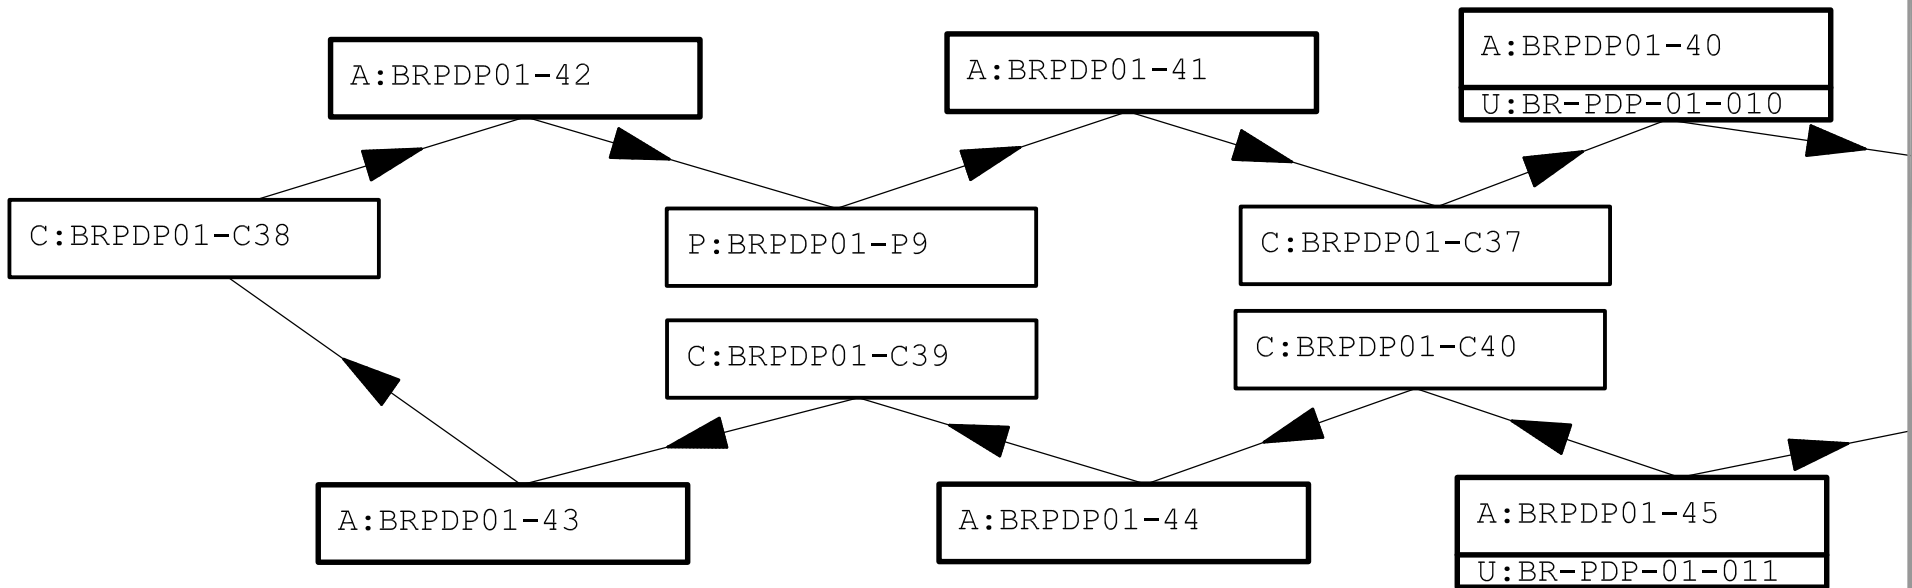 A:BRPDP01-42
A:BRPDP01-41
A:BRPDP01-40
U:BR-PDP-01-010
C:BRPDP01-C38
P:BRPDP01-P9
C:BRPDP01-C37
C:BRPDP01-C39
C:BRPDP01-C40
A:BRPDP01-43
A:BRPDP01-44
A:BRPDP01-45
U:BR-PDP-01-011